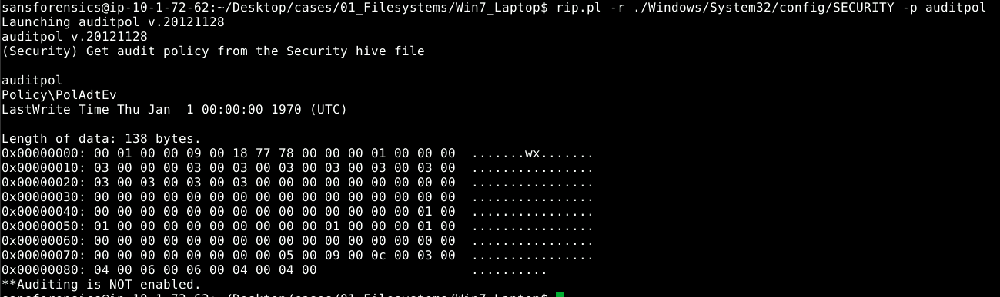 sansforensics@ip-10-1-72-62:~/Desktop/cases/01_Filesystems/Win7_Laptop$ rip.pl -r ./Windows/System32/config/SECURITY -p auditpol
Launching auditpol v.20121128
auditpol v.20121128
(Security) Get audit policy from the Security hive file
auditpol
Policy\PolAdtEv
LastWrite Time Thu Jan  1 00:00:00 1970 (UTC)
Length of data: 138 bytes.
0x00000000: 00 01 00 00 09 00 18 77 78 00 00 00 01 00 00 00  .......wx.......
0x00000010: 03 00 00 00 03 00 03 00 03 00 03 00 03 00 03 00  ................
0x00000020: 03 00 03 00 03 00 03 00 00 00 00 00 00 00 00 00  ................
0x00000030: 00 00 00 00 00 00 00 00 00 00 00 00 00 00 00 00  ................
0x00000040: 00 00 00 00 00 00 00 00 00 00 00 00 00 00 01 00  ................
0x00000050: 01 00 00 00 00 00 00 00 00 00 01 00 00 00 01 00  ................
0x00000060: 00 00 00 00 00 00 00 00 00 00 00 00 00 00 00 00  ................
0x00000070: 00 00 00 00 00 00 00 00 05 00 09 00 0c 00 03 00  ................
0x00000080: 04 00 06 00 06 00 04 00 04 00                    ..........
**Auditing is NOT enabled.
sansforensics@ip-10-1-72-62:~/Desktop/cases/01_Filesystems/Win7_Laptop$